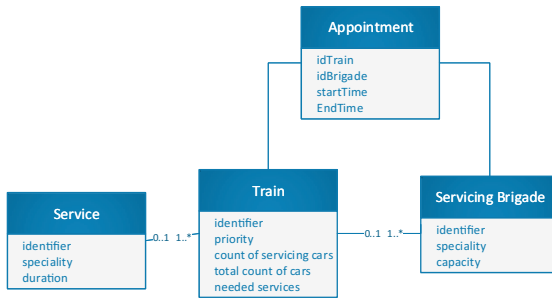 Appointment
idTrain
idBrigade
startTime
EndTime
Train
identifier
priority
count of servicing cars
total count of cars
needed services
Service
identifier
speciality
duration
Servicing Brigade
identifier
speciality
capacity
0..1 1..*
0..1 1..*